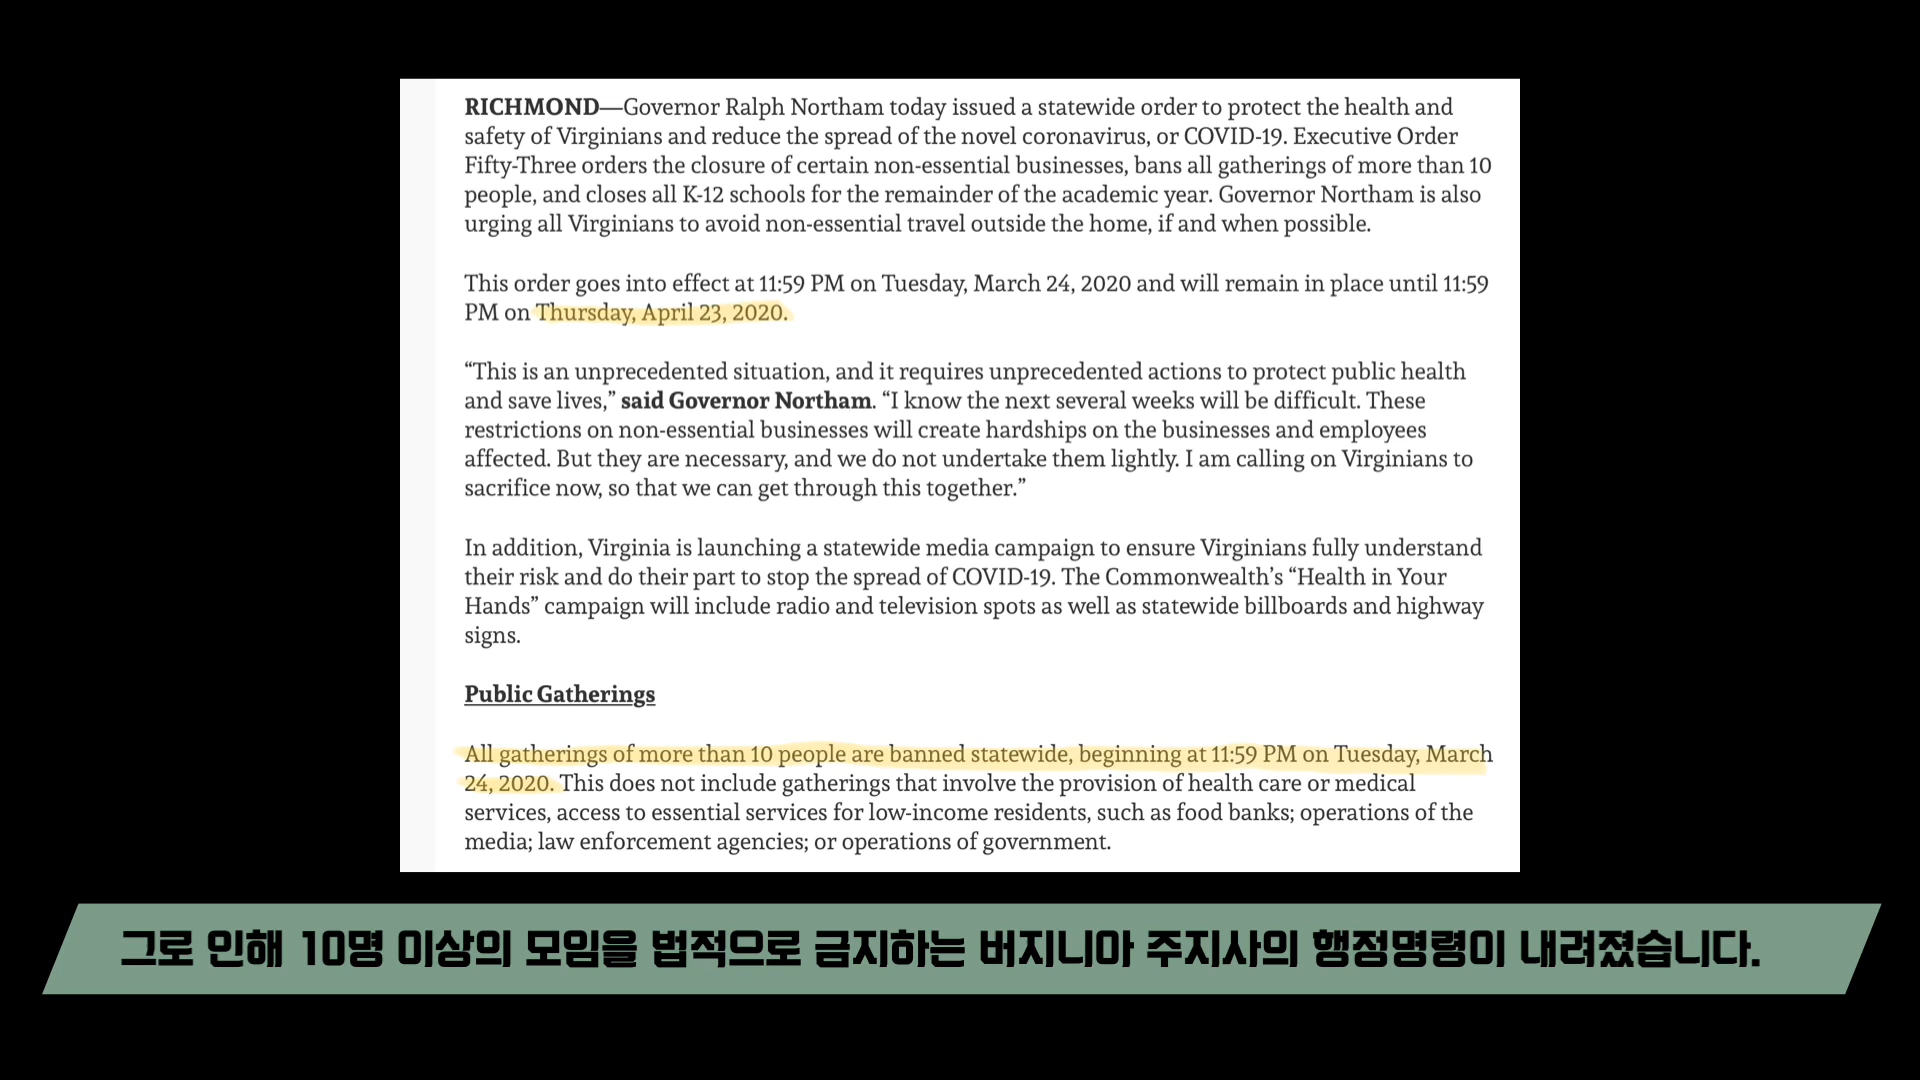 RICHMOND—Governor Ralph Northam today issued a statewide order to protect the health and
safety of Virginians and reduce the spread of the novel coronavirus, or COVID-19. Executive Order
Fifty-Three orders the closure of certain non-essential businesses, bans all gatherings of more than 10
people, and closes all K-12 schools for the remainder of the academic year. Governor Northam is also
urging all Virginians to avoid non-essential travel outside the home, if and when possible.
This order goes into effect at 11:59 PM on Tuesday, March 24, 2020 and will remain in place until 11:59
PM on Thursday, April 23, 2020.
“This is an unprecedented situation, and it requires unprecedented actions to protect public health
and save lives,” said Governor Northam. “I know the next several weeks will be difficult. These
restrictions on non-essential businesses will create hardships on the businesses and employees
affected. But they are necessary, and we do not undertake them lightly. I am calling on Virginians to
sacrifice now, so that we can get through this together.”
In addition, Virginia is launching a statewide media campaign to ensure Virginians fully understand
their risk and do their part to stop the spread of COVID-19. The Commonwealth’s “Health in Your
Hands” campaign will include radio and television spots as well as statewide billboards and highway
signs.
Public Gatherings
All gatherings of more than 10 people are banned statewide, beginning at 11:59 PM on Tuesday, March
24, 2020. This does not include gatherings that involve the provision of health care or medical
services, access to essential services for low-income residents, such as food banks; operations of the
media; law enforcement agencies; or operations of government.
그로 인해 10명 이상의 모임을 법적으로 금지하는 버지니아 주지사의 행정명령이 내려졌습니다.